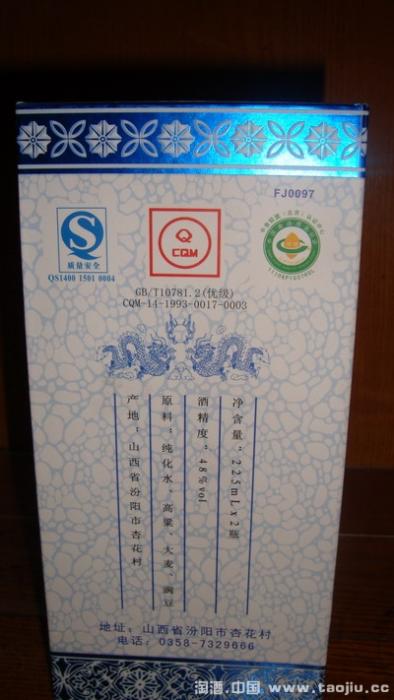 FJ0097
质量安全
QS1400 1501 0004
Q
CQM
GB/T10781.2(优级)
CQM-14-1993-0017-0003
净含量：225mL×2瓶
酒精度：48%vol
原料：纯化水、高粱、大麦、豌豆
产地：山西省汾阳市杏花村
地址：山西省汾阳市杏花村
电话：0358-7329666
淘酒.中国 www.taojiu.cc